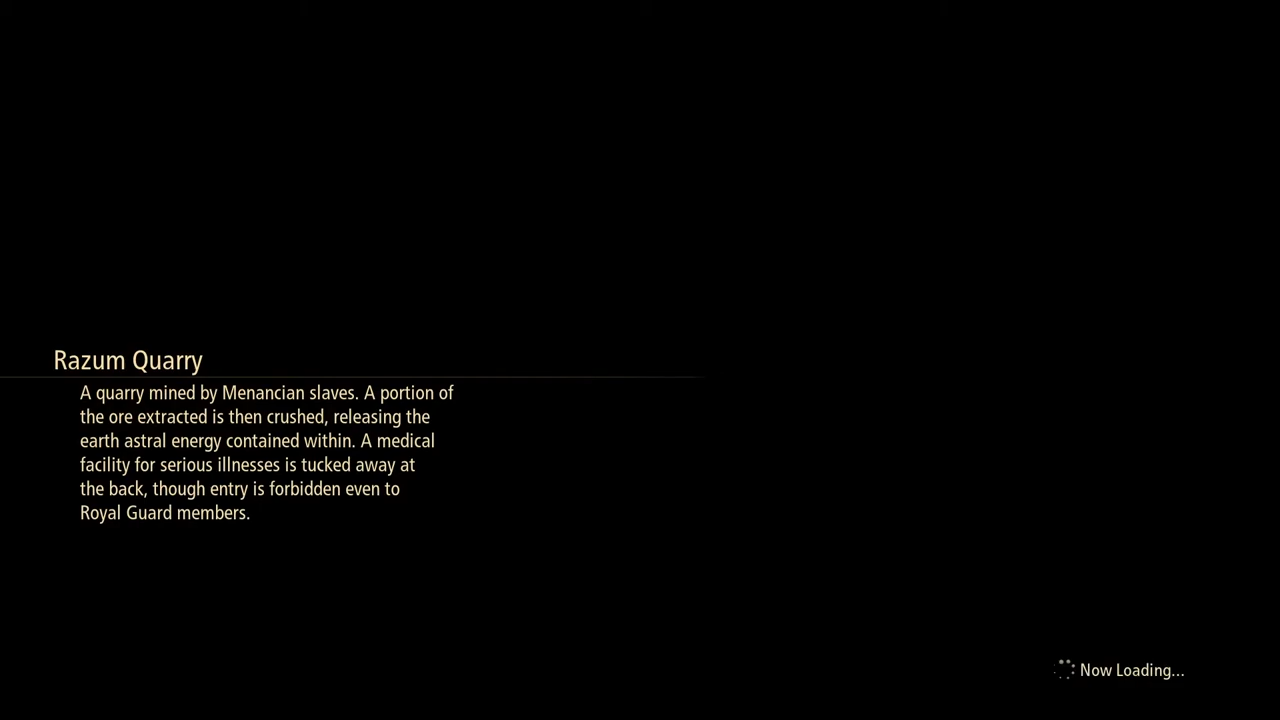 Razum Quarry
A quarry mined by Menancian slaves. A portion of
the ore extracted is then crushed, releasing the
earth astral energy contained within. A medical
facility for serious illnesses is tucked away at
the back, though entry is forbidden even to
Royal Guard members.
Now Loading...